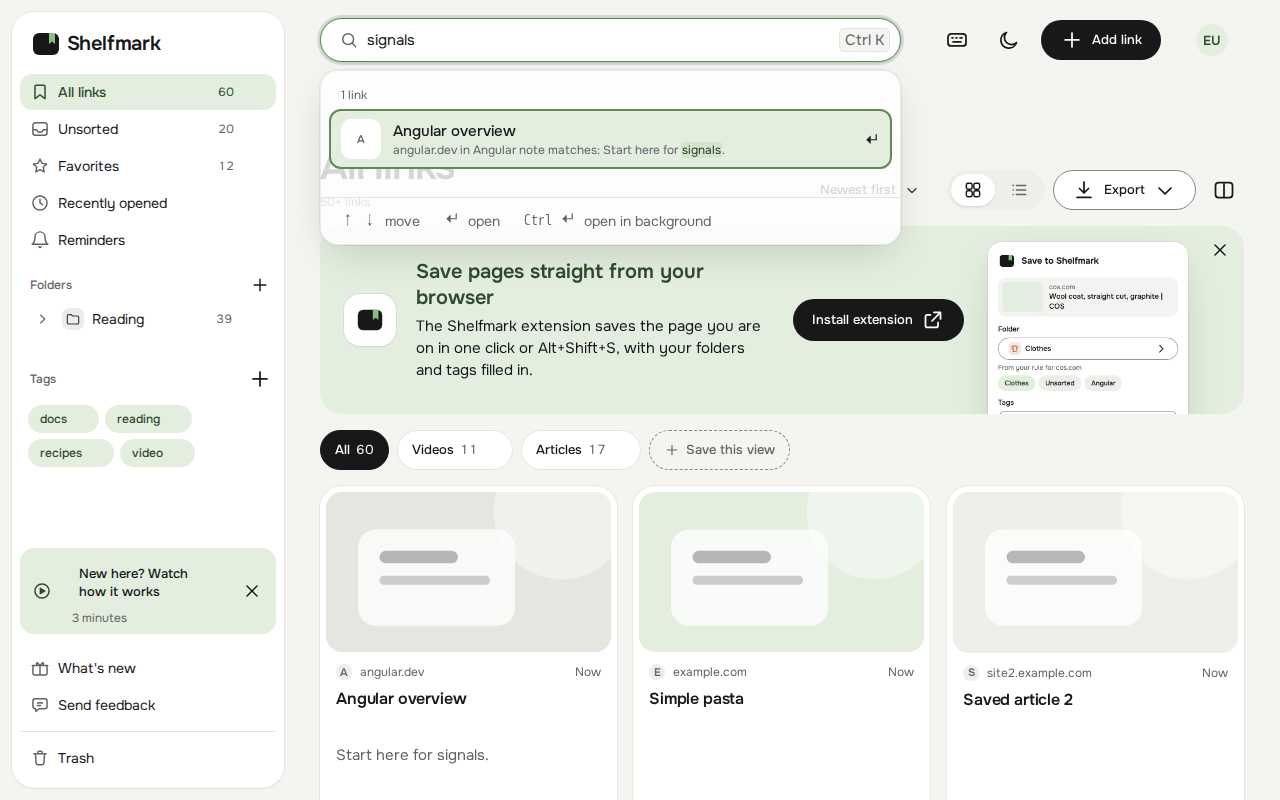 Shelfmark
All links 60
Unsorted 20
Favorites 12
Recently opened
Reminders
Folders
Reading 39
Tags
docs reading
recipes video
New here? Watch
how it works
3 minutes
What's new
Send feedback
Trash
signals Ctrl K
Add link
EU
1 link
A
Angular overview
angular.dev in Angular note matches: Start here for signals.
All links
50+ links
Newest first
Export
↑ ↓ move ↵ open Ctrl ↵ open in background
Save pages straight from your
browser
The Shelfmark extension saves the page you are
on in one click or Alt+Shift+S, with your folders
and tags filled in.
Install extension
Save to Shelfmark
cos.com
Wool coat, straight cut, graphite |
COS
Folder
Clothes
From your rule for cos.com
Clothes Unsorted Angular
Tags
All 60 Videos 11 Articles 17 Save this view
A angular.dev Now
Angular overview
Start here for signals.
E example.com Now
Simple pasta
S site2.example.com Now
Saved article 2